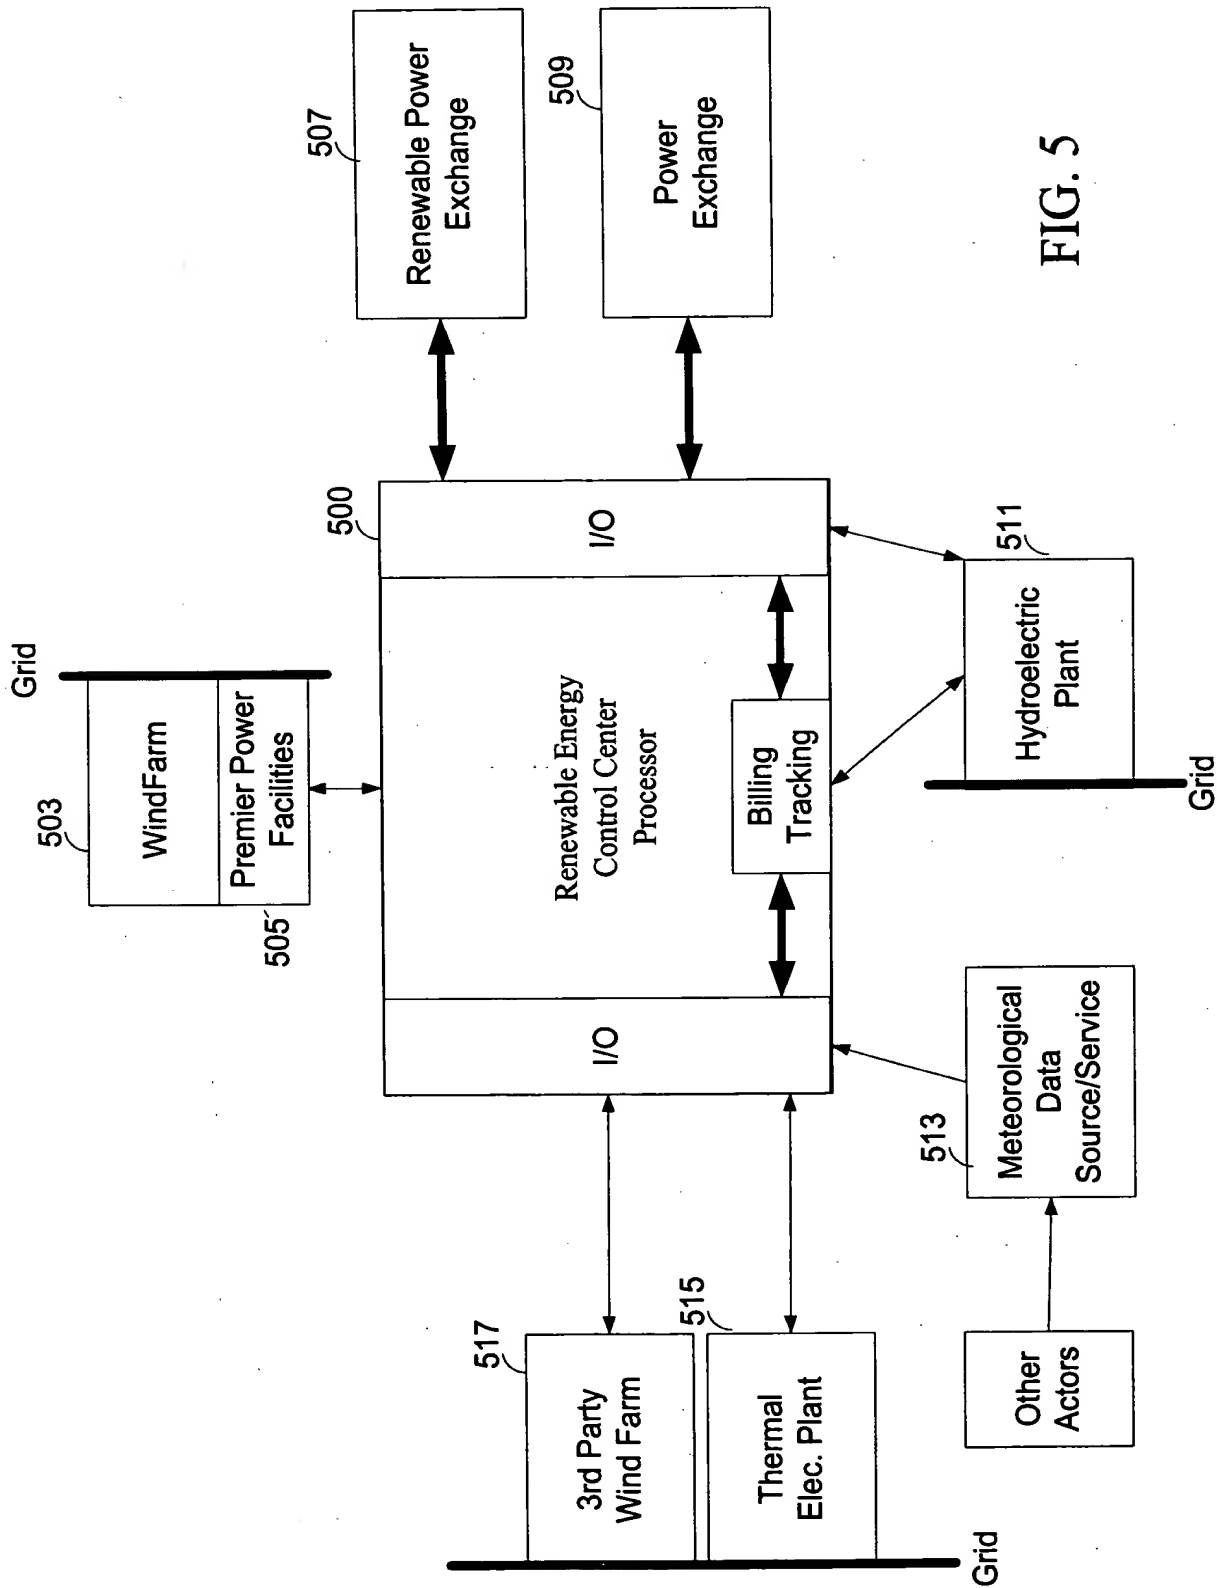 Grid
503
WindFarm
Premier Power
Facilities
505
507
Renewable Power
Exchange
509
Power
Exchange
500
I/O
Renewable Energy
Control Center
Processor
Billing
Tracking
I/O
517
3rd Party
Wind Farm
515
Thermal
Elec. Plant
Grid
Other
Actors
513
Meteorological
Data
Source/Service
511
Hydroelectric
Plant
Grid
FIG. 5